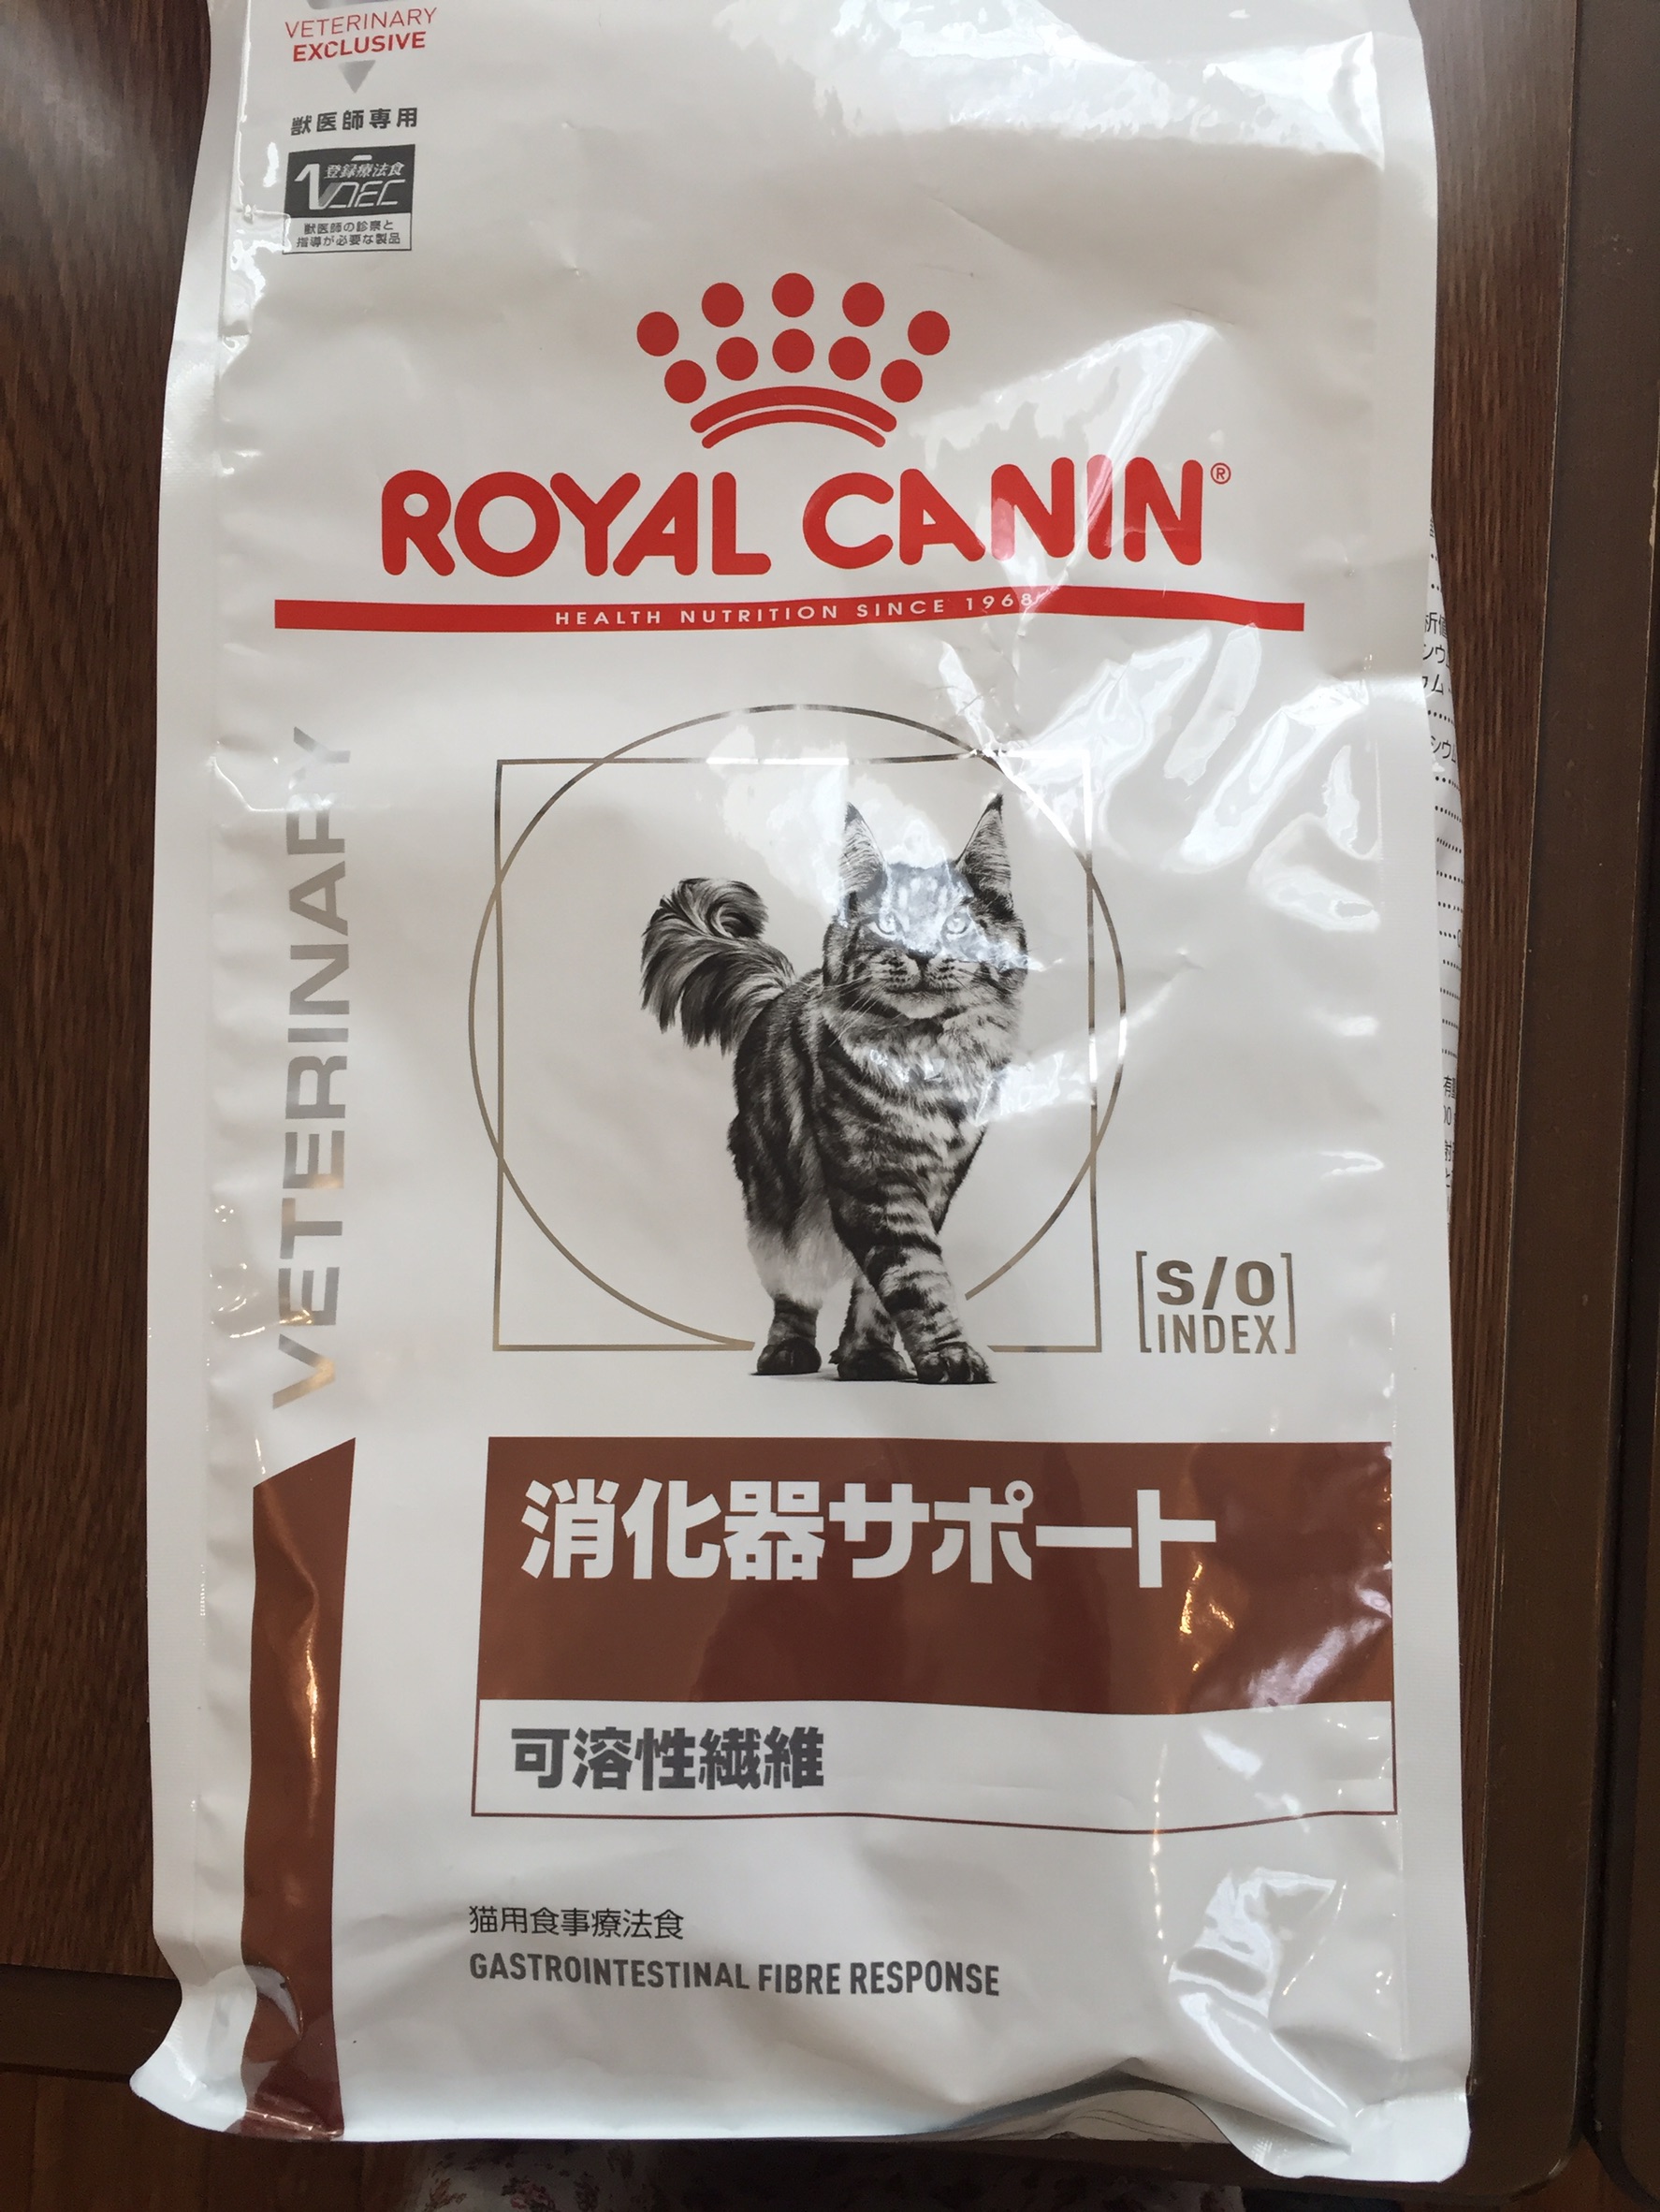 VETERINARY
EXCLUSIVE
獣医師専用
登録療法食
VDEC
獣医師の診察と
指導が必要な製品
ROYAL CANIN®
HEALTH NUTRITION SINCE 1968
VETERINARY
S/O
INDEX
消化器サポート
可溶性繊維
猫用食事療法食
GASTROINTESTINAL FIBRE RESPONSE